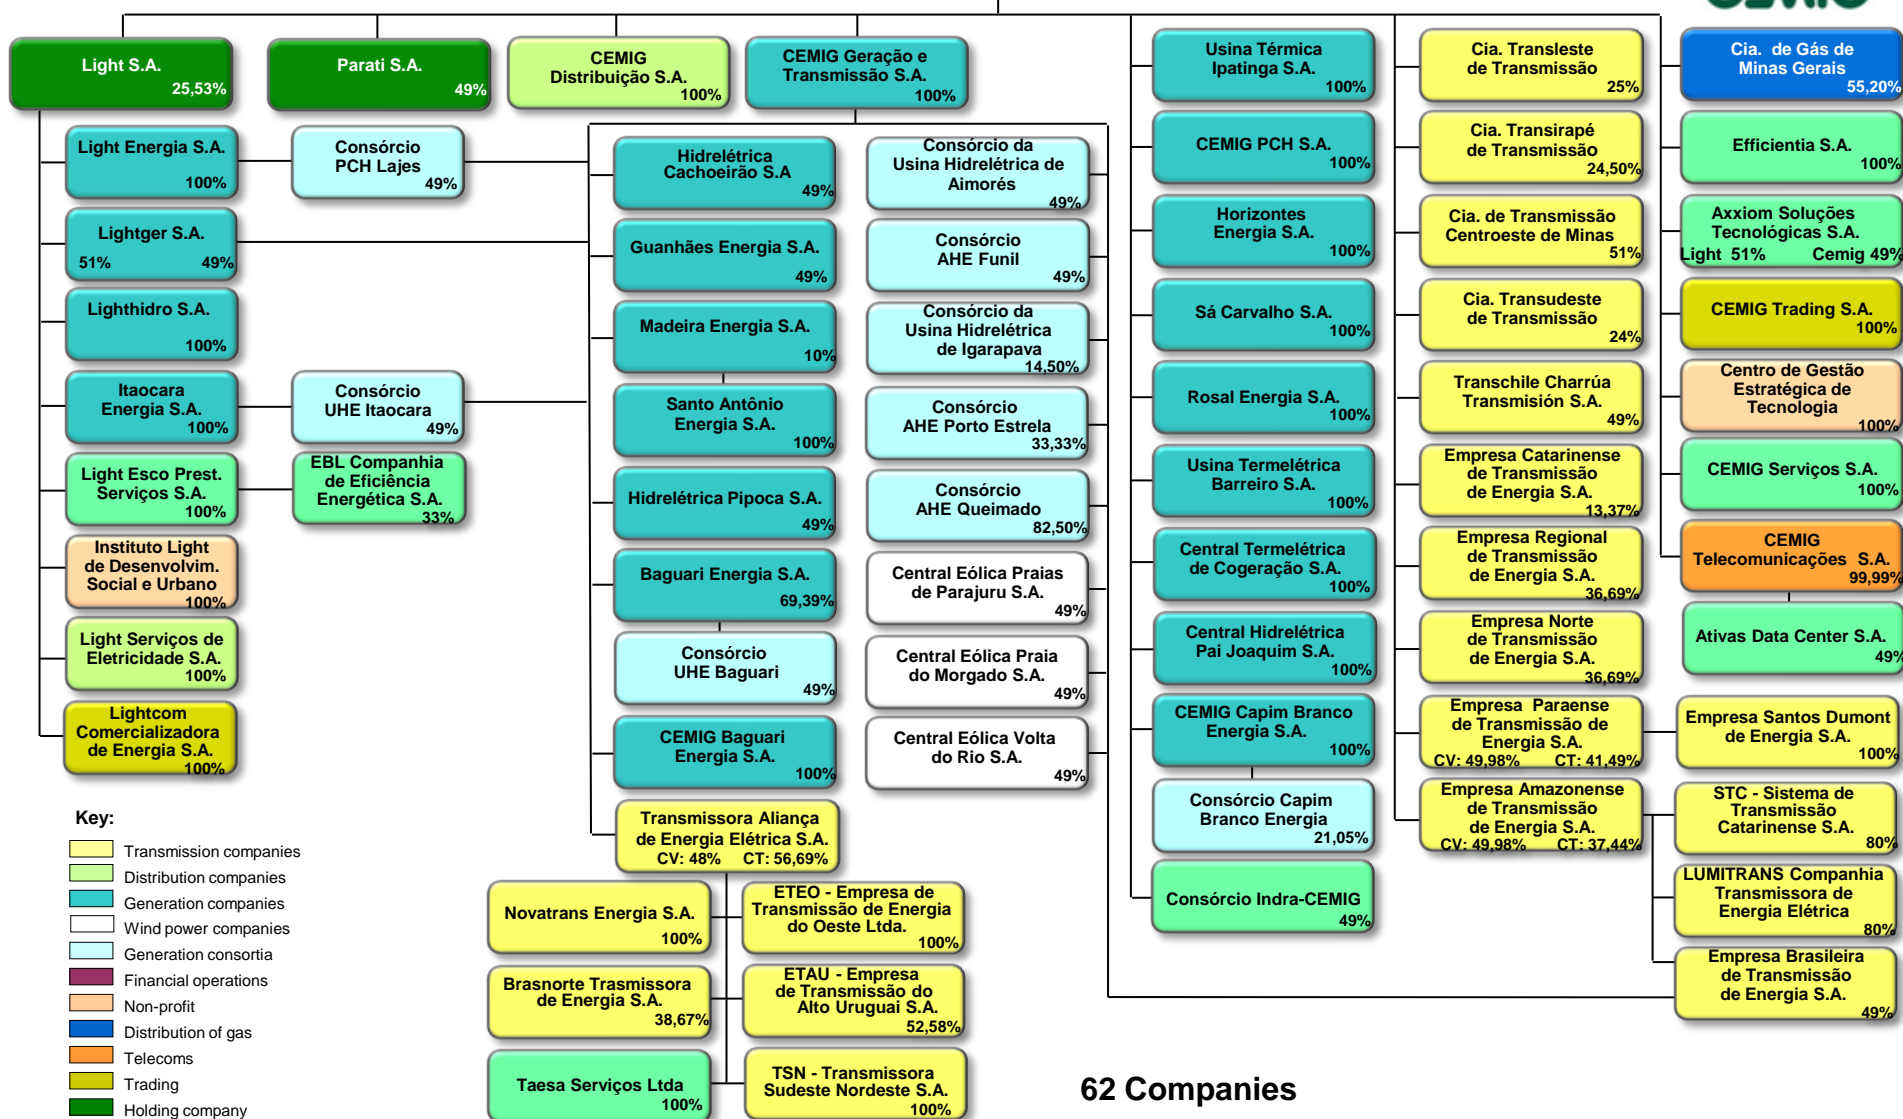 CEMIG
Light S.A.
25,53%
Parati S.A.
49%
CEMIG
Distribuição S.A.
100%
CEMIG Geração e
Transmissão S.A.
100%
Light Energia S.A.
100%
Lightger S.A.
51% 49%
Lighthidro S.A.
100%
Itaocara
Energia S.A.
100%
Light Esco Prest.
Serviços S.A.
100%
Instituto Light
de Desenvolvim.
Social e Urbano
100%
Light Serviços de
Eletricidade S.A.
100%
Lightcom
Comercializadora
de Energia S.A.
100%
Consórcio
PCH Lajes
49%
Consórcio
UHE Itaocara
49%
EBL Companhia
de Eficiência
Energética S.A.
33%
Hidrelétrica
Cachoeirão S.A
49%
Guanhães Energia S.A.
49%
Madeira Energia S.A.
10%
Santo Antônio
Energia S.A.
100%
Hidrelétrica Pipoca S.A.
49%
Baguari Energia S.A.
69,39%
Consórcio
UHE Baguari
49%
CEMIG Baguari
Energia S.A.
100%
Transmissora Aliança
de Energia Elétrica S.A.
CV: 48% CT: 56,69%
Consórcio da
Usina Hidrelétrica de
Aimorés
49%
Consórcio
AHE Funil
49%
Consórcio da
Usina Hidrelétrica
de Igarapava
14,50%
Consórcio
AHE Porto Estrela
33,33%
Consórcio
AHE Queimado
82,50%
Central Eólica Praias
de Parajuru S.A.
49%
Central Eólica Praia
do Morgado S.A.
49%
Central Eólica Volta
do Rio S.A.
49%
Novatrans Energia S.A.
100%
ETEO - Empresa de
Transmissão de Energia
do Oeste Ltda.
100%
Brasnorte Trasmissora
de Energia S.A.
38,67%
ETAU - Empresa
de Transmissão do
Alto Uruguai S.A.
52,58%
Taesa Serviços Ltda
100%
TSN - Transmissora
Sudeste Nordeste S.A.
100%
Usina Térmica
Ipatinga S.A.
100%
CEMIG PCH S.A.
100%
Horizontes
Energia S.A.
100%
Sá Carvalho S.A.
100%
Rosal Energia S.A.
100%
Usina Termelétrica
Barreiro S.A.
100%
Central Termelétrica
de Cogeração S.A.
100%
Central Hidrelétrica
Pai Joaquim S.A.
100%
CEMIG Capim Branco
Energia S.A.
100%
Consórcio Capim
Branco Energia
21,05%
Consórcio Indra-CEMIG
49%
Cia. Transleste
de Transmissão
25%
Cia. Transirapé
de Transmissão
24,50%
Cia. de Transmissão
Centroeste de Minas
51%
Cia. Transudeste
de Transmissão
24%
Transchile Charrúa
Transmisión S.A.
49%
Empresa Catarinense
de Transmissão
de Energia S.A.
13,37%
Empresa Regional
de Transmissão
de Energia S.A.
36,69%
Empresa Norte
de Transmissão
de Energia S.A.
36,69%
Empresa Paraense
de Transmissão de
Energia S.A.
CV: 49,98% CT: 41,49%
Empresa Amazonense
de Transmissão
de Energia S.A.
CV: 49,98% CT: 37,44%
Cia. de Gás de
Minas Gerais
55,20%
Efficientia S.A.
100%
Axxiom Soluções
Tecnológicas S.A.
Light 51% Cemig 49%
CEMIG Trading S.A.
100%
Centro de Gestão
Estratégica de
Tecnologia
100%
CEMIG Serviços S.A.
100%
CEMIG
Telecomunicações S.A.
99,99%
Ativas Data Center S.A.
49%
Empresa Santos Dumont
de Energia S.A.
100%
STC - Sistema de
Transmissão
Catarinense S.A.
80%
LUMITRANS Companhia
Transmissora de
Energia Elétrica
80%
Empresa Brasileira
de Transmissão
de Energia S.A.
49%
Key:
Transmission companies
Distribution companies
Generation companies
Wind power companies
Generation consortia
Financial operations
Non-profit
Distribution of gas
Telecoms
Trading
Holding company
62 Companies